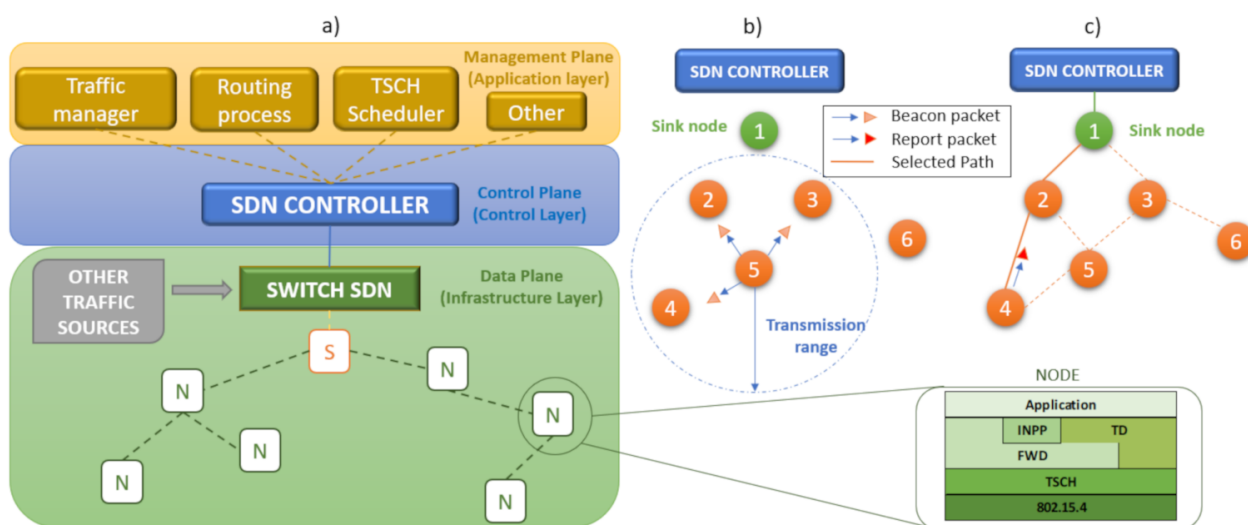 a)
Management Plane
(Application layer)
Traffic
manager
Routing
process
TSCH
Scheduler
Other
Control Plane
(Control Layer)
SDN CONTROLLER
OTHER
TRAFFIC
SOURCES
SWITCH SDN
Data Plane
(Infrastructure Layer)
S
N
N
N
N
N
N
b)
SDN CONTROLLER
Sink node
1
2
3
5
4
6
Transmission
range
Beacon packet
Report packet
Selected Path
c)
SDN CONTROLLER
1
Sink node
2
3
6
5
4
NODE
Application
INPP
TD
FWD
TSCH
802.15.4